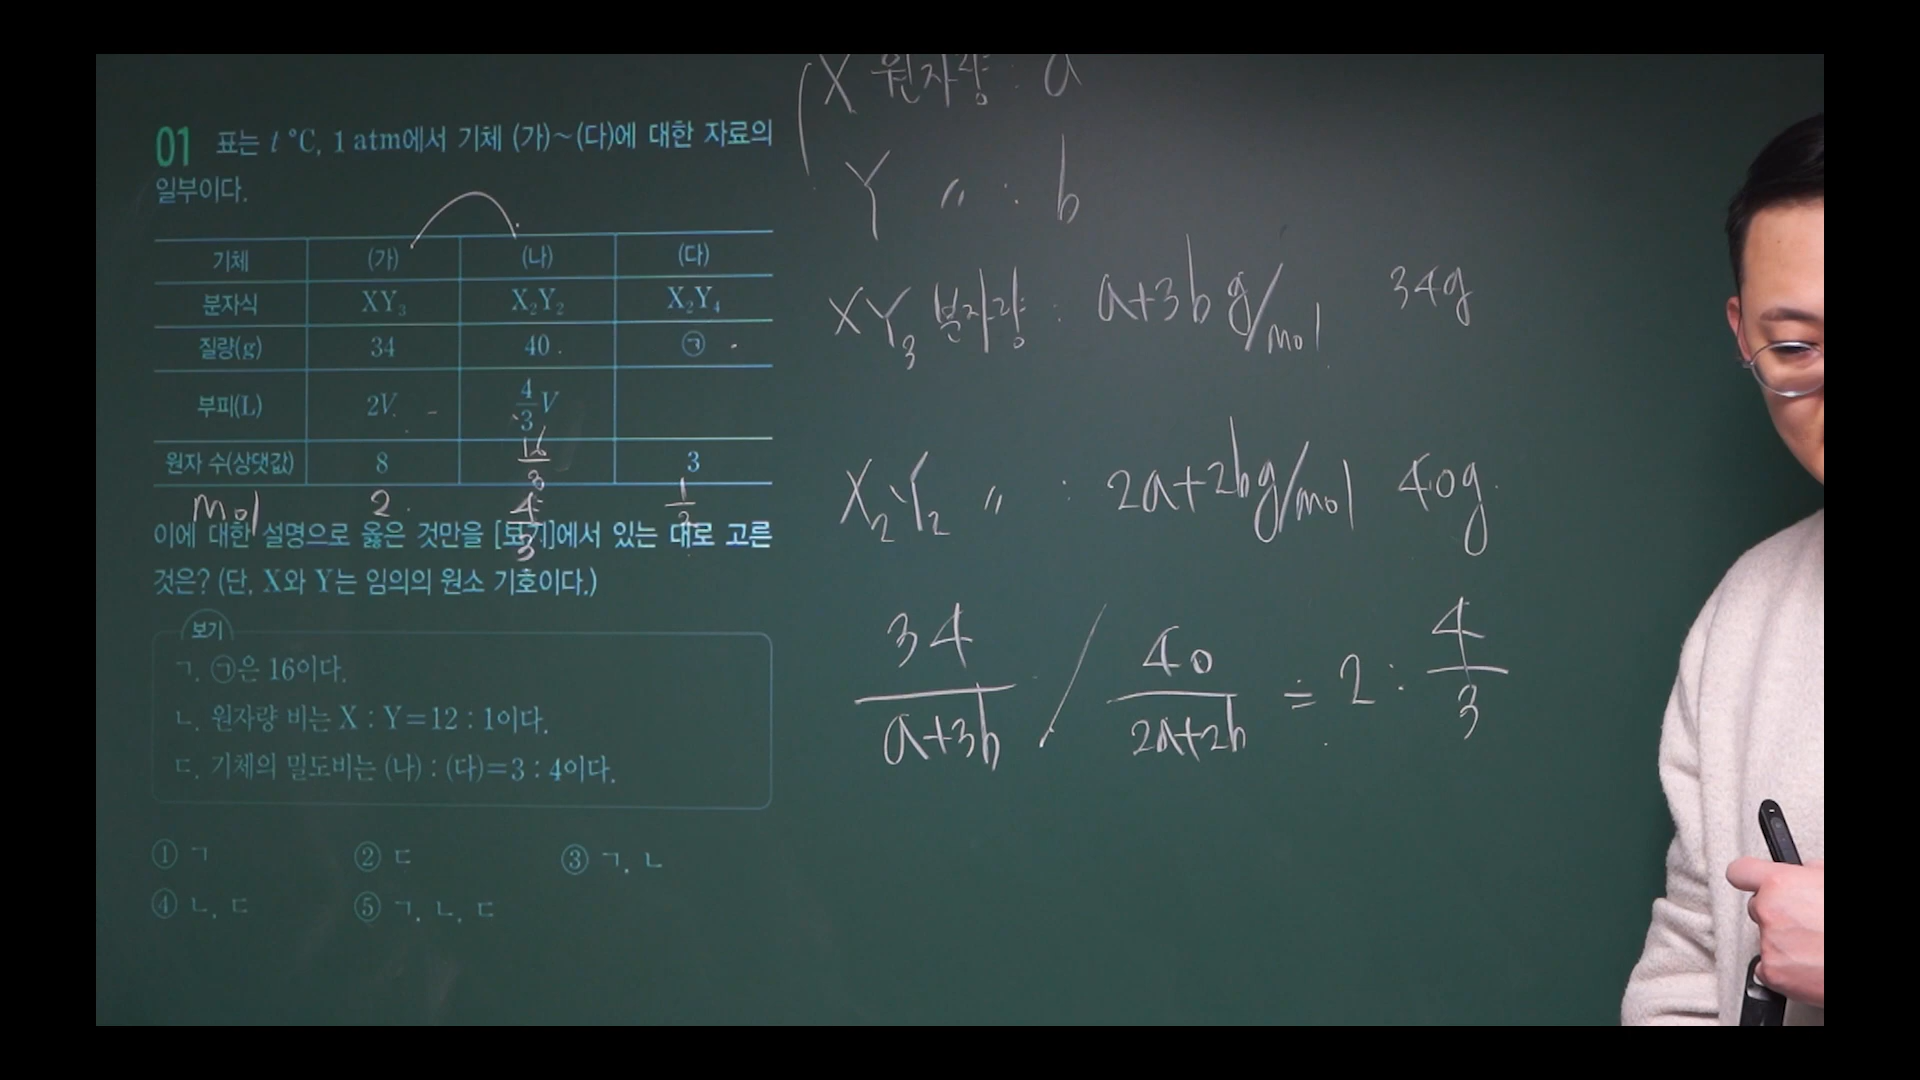 01 표는 t ℃, 1 atm에서 기체 (가)~(다)에 대한 자료의
일부이다.
기체 (가) (나) (다)
분자식 XY₃ X₂Y₂ X₂Y₄
질량(g) 34 40 ㉠
부피(L) 2V 4/3 V
원자 수(상댓값) 8 16/3 3
mol 2 4/3 1/2
이에 대한 설명으로 옳은 것만을 [보기]에서 있는 대로 고른
것은? (단, X와 Y는 임의의 원소 기호이다.)
보기
ㄱ. ㉠은 16이다.
ㄴ. 원자량 비는 X : Y=12 : 1이다.
ㄷ. 기체의 밀도비는 (나) : (다)=3 : 4이다.
① ㄱ ② ㄷ ③ ㄱ, ㄴ
④ ㄴ, ㄷ ⑤ ㄱ, ㄴ, ㄷ
X 원자량 : a
Y 〃 : b
XY₃ 분자량 : a+3b g/mol 34g
X₂Y₂ 〃 : 2a+2b g/mol 40g
34/a+3b / 40/2a+2b = 2 : 4/3